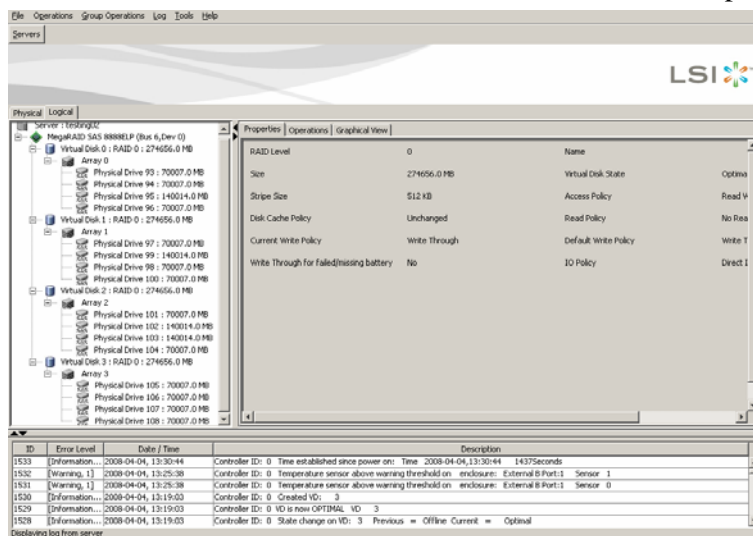 File Operations Group Operations Log Tools Help
Servers
LSI
Physical Logical
Server : testing02
MegaRAID SAS 8888ELP (Bus 6,Dev 0)
Virtual Disk 0 : RAID 0 : 274656.0 MB
Array 0
Physical Drive 93 : 70007.0 MB
Physical Drive 94 : 70007.0 MB
Physical Drive 95 : 140014.0 MB
Physical Drive 96 : 70007.0 MB
Virtual Disk 1 : RAID 0 : 274656.0 MB
Array 1
Physical Drive 97 : 70007.0 MB
Physical Drive 99 : 140014.0 MB
Physical Drive 98 : 70007.0 MB
Physical Drive 100 : 70007.0 MB
Virtual Disk 2 : RAID 0 : 274656.0 MB
Array 2
Physical Drive 101 : 70007.0 MB
Physical Drive 102 : 140014.0 MB
Physical Drive 103 : 140014.0 MB
Physical Drive 104 : 70007.0 MB
Virtual Disk 3 : RAID 0 : 274656.0 MB
Array 3
Physical Drive 105 : 70007.0 MB
Physical Drive 106 : 70007.0 MB
Physical Drive 107 : 70007.0 MB
Physical Drive 108 : 70007.0 MB
Properties Operations Graphical View
RAID Level 0 Name
Size 274656.0 MB Virtual Disk State Optima
Stripe Size 512 KB Access Policy Read W
Disk Cache Policy Unchanged Read Policy No Rea
Current Write Policy Write Through Default Write Policy Write T
Write Through for failed/missing battery No IO Policy Direct I
ID Error Level Date / Time Description
1533 [Information... 2008-04-04, 13:30:44 Controller ID: 0 Time established since power on: Time 2008-04-04,13:30:44 1437Seconds
1532 [Warning, 1] 2008-04-04, 13:25:38 Controller ID: 0 Temperature sensor above warning threshold on enclosure: External B Port:1 Sensor 1
1531 [Warning, 1] 2008-04-04, 13:25:38 Controller ID: 0 Temperature sensor above warning threshold on enclosure: External B Port:1 Sensor 0
1530 [Information... 2008-04-04, 13:19:03 Controller ID: 0 Created VD: 3
1529 [Information... 2008-04-04, 13:19:03 Controller ID: 0 VD is now OPTIMAL VD 3
1528 [Information... 2008-04-04, 13:19:03 Controller ID: 0 State change on VD: 3 Previous = Offline Current = Optimal
Displaying log from server